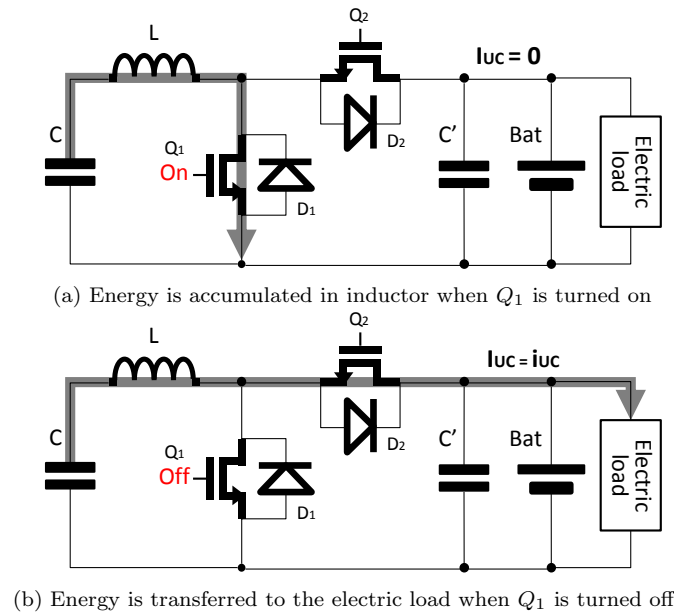 Q2
L
IUC = 0
C
Q1
On
D2
C’
Bat
Electric load
D1
(a) Energy is accumulated in inductor when Q1 is turned on
Q2
L
IUC = iUC
C
Q1
Off
D2
C’
Bat
Electric load
D1
(b) Energy is transferred to the electric load when Q1 is turned off